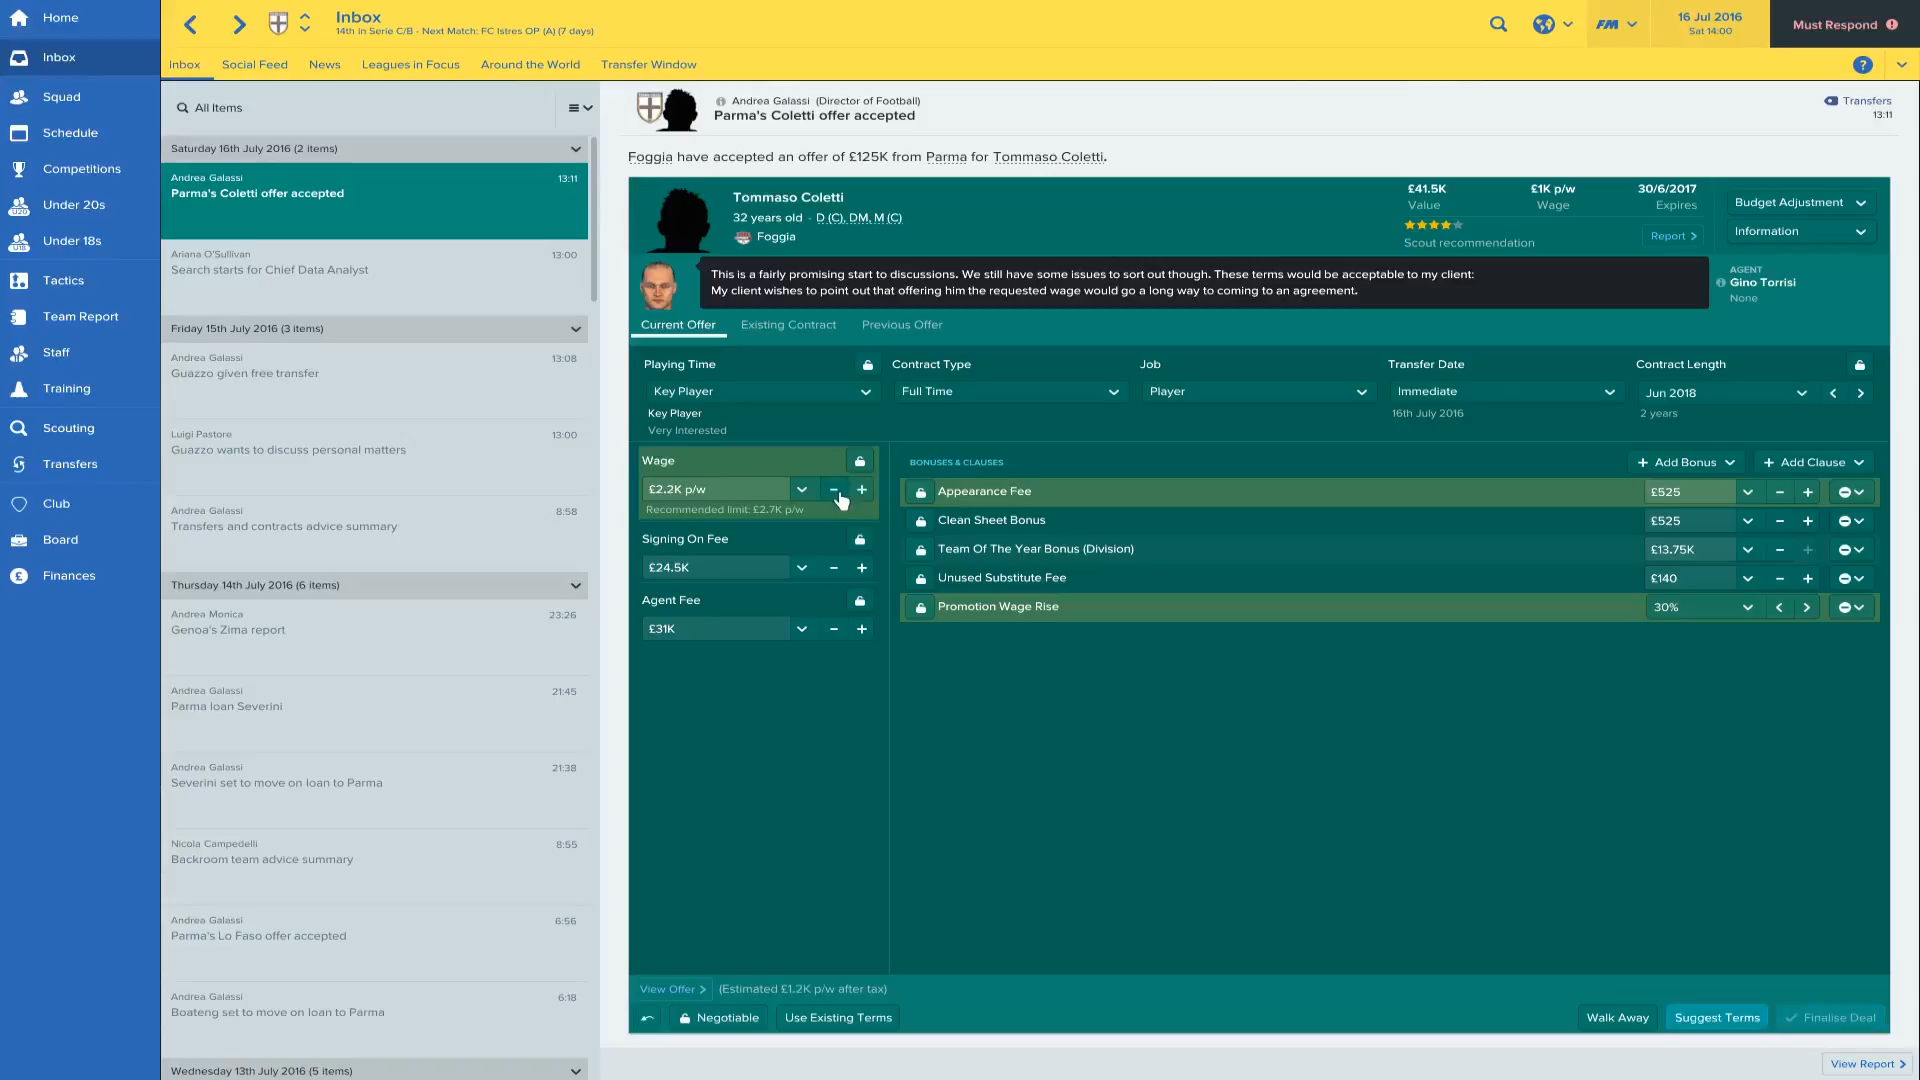 Home
Inbox
Squad
Schedule
Competitions
Under 20s
Under 18s
Tactics
Team Report
Staff
Training
Scouting
Transfers
Club
Board
Finances
Inbox
14th in Serie C/B - Next Match: FC Istres OP (A) (7 days)
FM
16 Jul 2016
Sat 14:00
Must Respond
Inbox
Social Feed
News
Leagues in Focus
Around the World
Transfer Window
All Items
Saturday 16th July 2016 (2 items)
Andrea Galassi 13:11
Parma's Coletti offer accepted
Ariana O'Sullivan 13:00
Search starts for Chief Data Analyst
Friday 15th July 2016 (3 items)
Andrea Galassi 13:08
Guazzo given free transfer
Luigi Pastore 13:00
Guazzo wants to discuss personal matters
Andrea Galassi 8:58
Transfers and contracts advice summary
Thursday 14th July 2016 (6 items)
Andrea Monica 23:26
Genoa's Zima report
Andrea Galassi 21:45
Parma loan Severini
Andrea Galassi 21:38
Severini set to move on loan to Parma
Nicola Campedelli 8:55
Backroom team advice summary
Andrea Galassi 6:56
Parma's Lo Faso offer accepted
Andrea Galassi 6:18
Boateng set to move on loan to Parma
Wednesday 13th July 2016 (5 items)
Andrea Galassi (Director of Football)
Parma's Coletti offer accepted
Transfers
13:11
Foggia have accepted an offer of £125K from Parma for Tommaso Coletti.
Tommaso Coletti
32 years old - D (C), DM, M (C)
Foggia
£41.5K
Value
£1K p/w
Wage
30/6/2017
Expires
Scout recommendation
Report
Budget Adjustment
Information
This is a fairly promising start to discussions. We still have some issues to sort out though. These terms would be acceptable to my client:
My client wishes to point out that offering him the requested wage would go a long way to coming to an agreement.
AGENT
Gino Torrisi
None
Current Offer
Existing Contract
Previous Offer
Playing Time
Key Player
Key Player
Very Interested
Contract Type
Full Time
Job
Player
Transfer Date
Immediate
16th July 2016
Contract Length
Jun 2018
2 years
Wage
£2.2K p/w
Recommended limit: £2.7K p/w
Signing On Fee
£24.5K
Agent Fee
£31K
BONUSES & CLAUSES
Add Bonus
Add Clause
Appearance Fee £525
Clean Sheet Bonus £525
Team Of The Year Bonus (Division) £13.75K
Unused Substitute Fee £140
Promotion Wage Rise 30%
View Offer (Estimated £1.2K p/w after tax)
Negotiable
Use Existing Terms
Walk Away
Suggest Terms
Finalise Deal
View Report